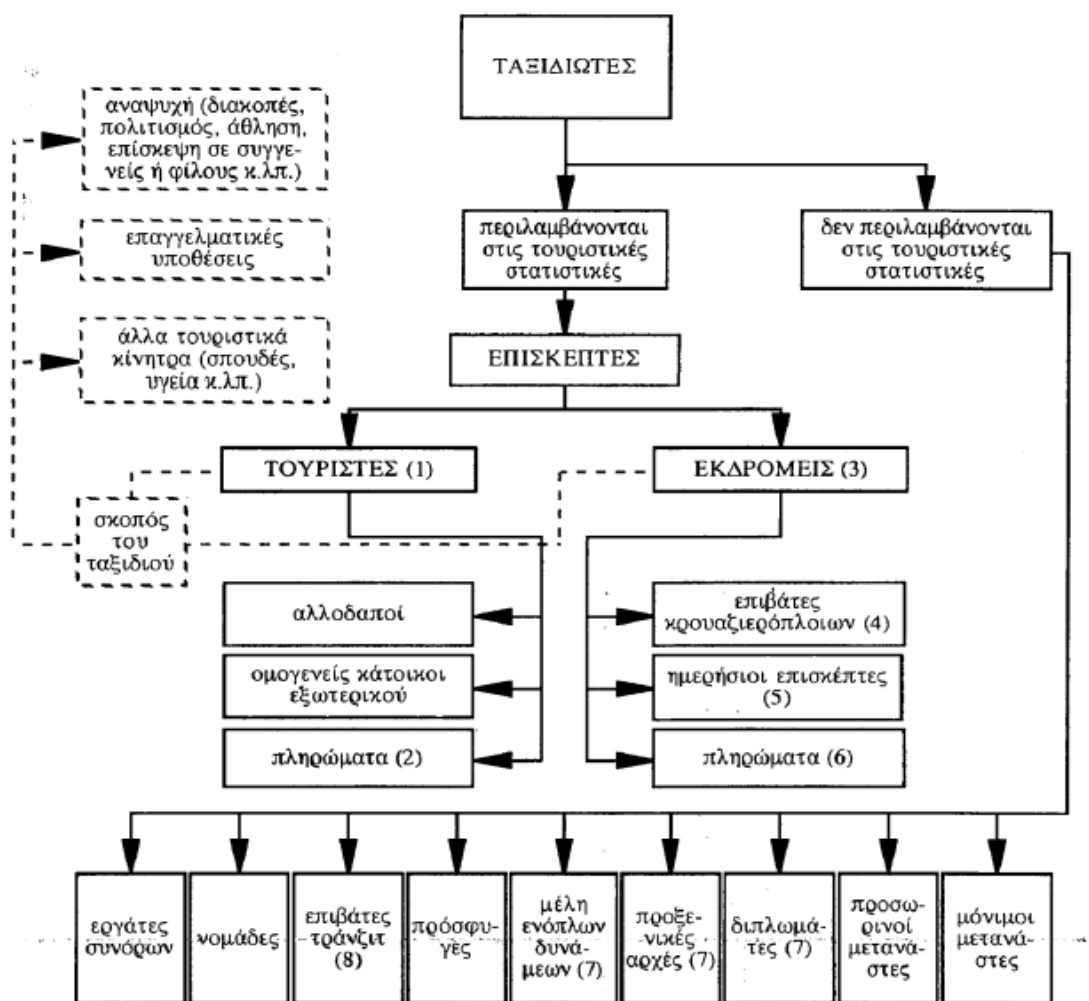 ΤΑΞΙΔΙΩΤΕΣ
αναψυχή (διακοπές,
πολιτισμός, άθληση,
επίσκεψη σε συγγε-
νείς ή φίλους κ.λπ.)
επαγγελματικές
υποθέσεις
άλλα τουριστικά
κίνητρα (σπουδές,
υγεία κ.λπ.)
περιλαμβάνονται
στις τουριστικές
στατιστικές
δεν περιλαμβάνονται
στις τουριστικές
στατιστικές
ΕΠΙΣΚΕΠΤΕΣ
ΤΟΥΡΙΣΤΕΣ (1)
ΕΚΔΡΟΜΕΙΣ (3)
σκοπός
του
ταξιδιού
αλλοδαποί
ομογενείς κάτοικοι
εξωτερικού
πληρώματα (2)
επιβάτες
κρουαζιερόπλοιων (4)
ημερήσιοι επισκέπτες
(5)
πληρώματα (6)
εργάτες
συνόρων
νομάδες
επιβάτες
τράνζιτ
(8)
πρόσφυ-
γες
μέλη
ενόπλων
δυνά-
μεων (7)
προξε-
νικές
αρχές (7)
διπλωμά-
τες (7)
προσω-
ρινοί
μετανά-
στες
μόνιμοι
μετανά-
στες